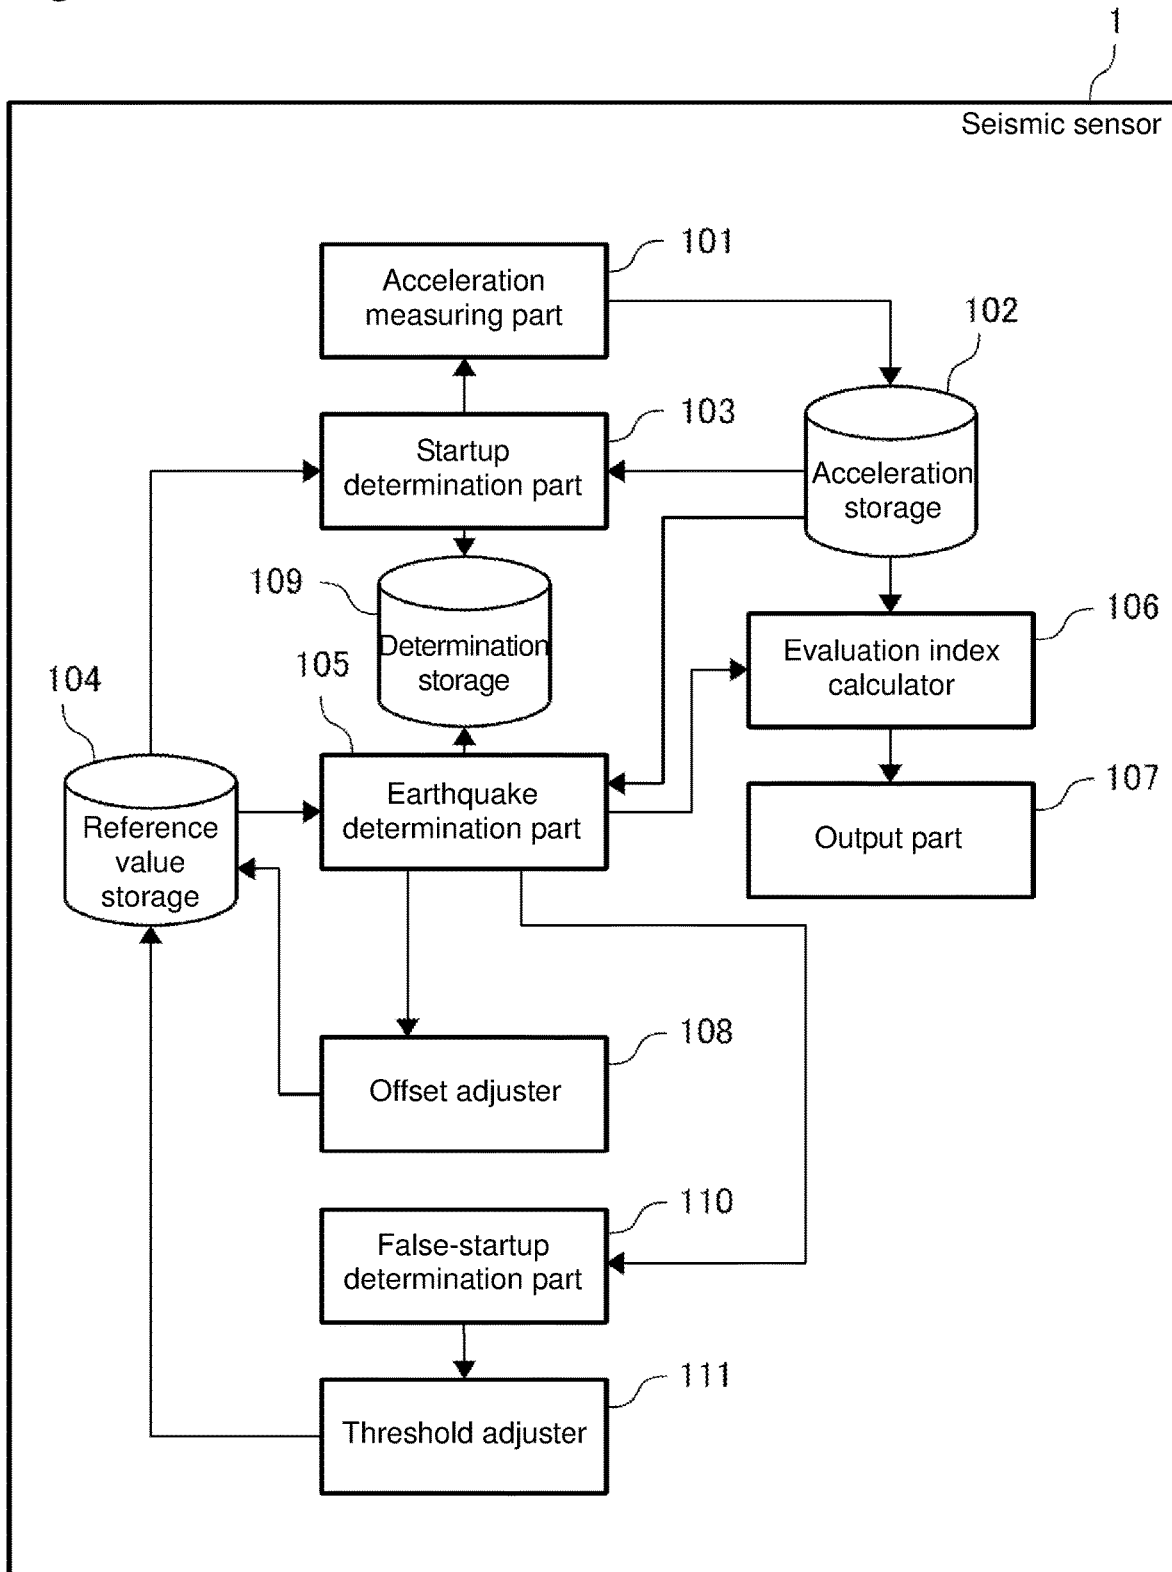 1
Seismic sensor
101
Acceleration
measuring part
102
103
Startup
determination part
Acceleration
storage
109
Determination
storage
106
Evaluation index
calculator
105
104
Earthquake
determination part
107
Reference
value
storage
Output part
108
Offset adjuster
110
False-startup
determination part
111
Threshold adjuster